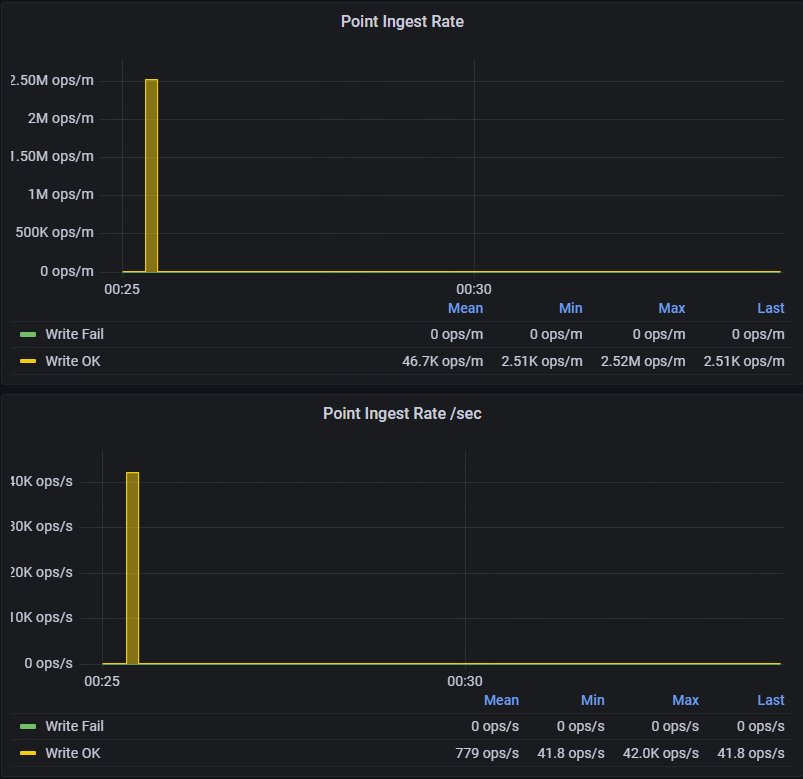 Point Ingest Rate
2.50M ops/m
2M ops/m
1.50M ops/m
1M ops/m
500K ops/m
0 ops/m
00:25 00:30
Mean Min Max Last
Write Fail 0 ops/m 0 ops/m 0 ops/m 0 ops/m
Write OK 46.7K ops/m 2.51K ops/m 2.52M ops/m 2.51K ops/m
Point Ingest Rate /sec
40K ops/s
30K ops/s
20K ops/s
10K ops/s
0 ops/s
00:25 00:30
Mean Min Max Last
Write Fail 0 ops/s 0 ops/s 0 ops/s 0 ops/s
Write OK 779 ops/s 41.8 ops/s 42.0K ops/s 41.8 ops/s